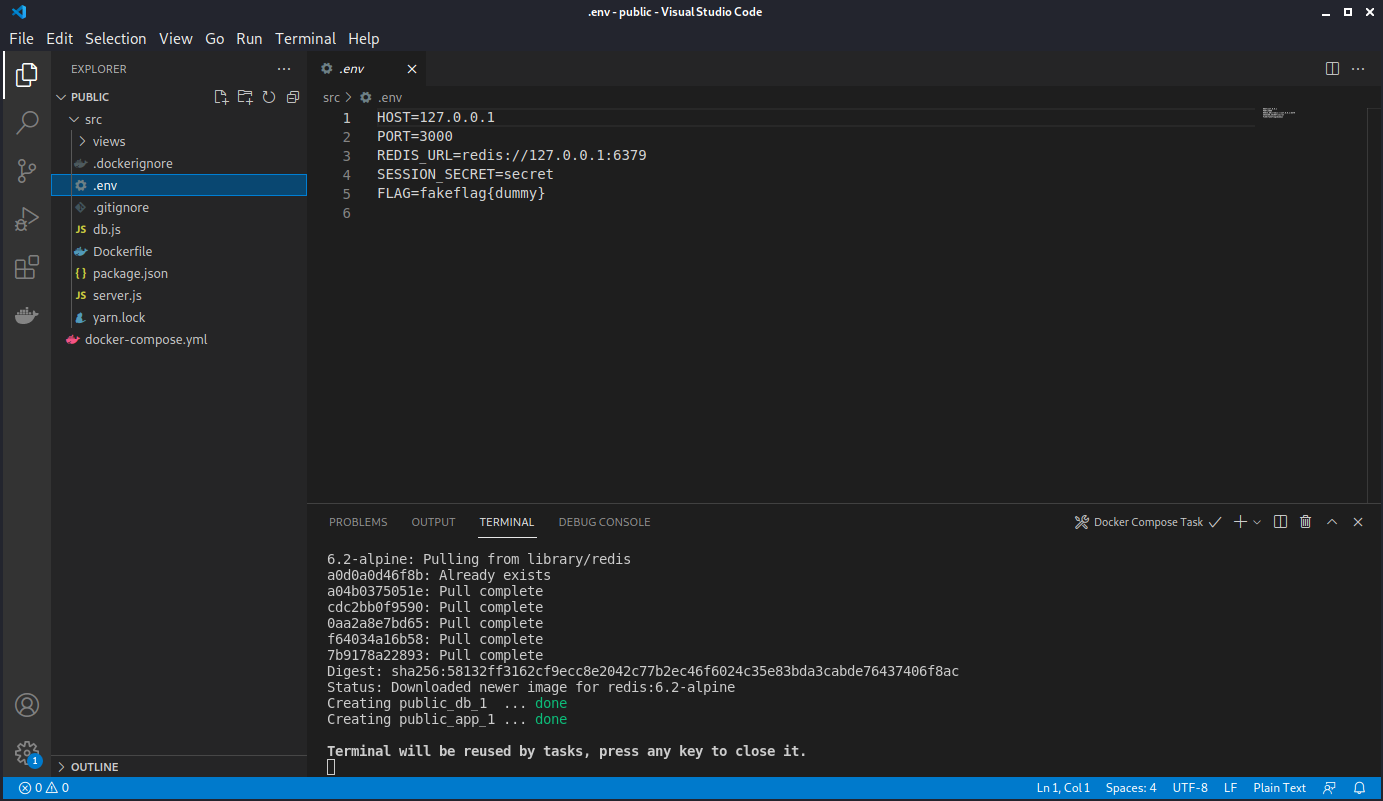 .env - public - Visual Studio Code
File Edit Selection View Go Run Terminal Help
EXPLORER
PUBLIC
src
views
.dockerignore
.env
.gitignore
JS db.js
Dockerfile
{} package.json
JS server.js
yarn.lock
docker-compose.yml
OUTLINE
.env
src > .env
1 HOST=127.0.0.1
2 PORT=3000
3 REDIS_URL=redis://127.0.0.1:6379
4 SESSION_SECRET=secret
5 FLAG=fakeflag{dummy}
6
PROBLEMS OUTPUT TERMINAL DEBUG CONSOLE
Docker Compose Task
6.2-alpine: Pulling from library/redis
a0d0a0d46f8b: Already exists
a04b0375051e: Pull complete
cdc2bb0f9590: Pull complete
0aa2a8e7bd65: Pull complete
f64034a16b58: Pull complete
7b9178a22893: Pull complete
Digest: sha256:58132ff3162cf9ecc8e2042c77b2ec46f6024c35e83bda3cabde76437406f8ac
Status: Downloaded newer image for redis:6.2-alpine
Creating public_db_1  ... done
Creating public_app_1 ... done
Terminal will be reused by tasks, press any key to close it.
1
0 0
Ln 1, Col 1 Spaces: 4 UTF-8 LF Plain Text